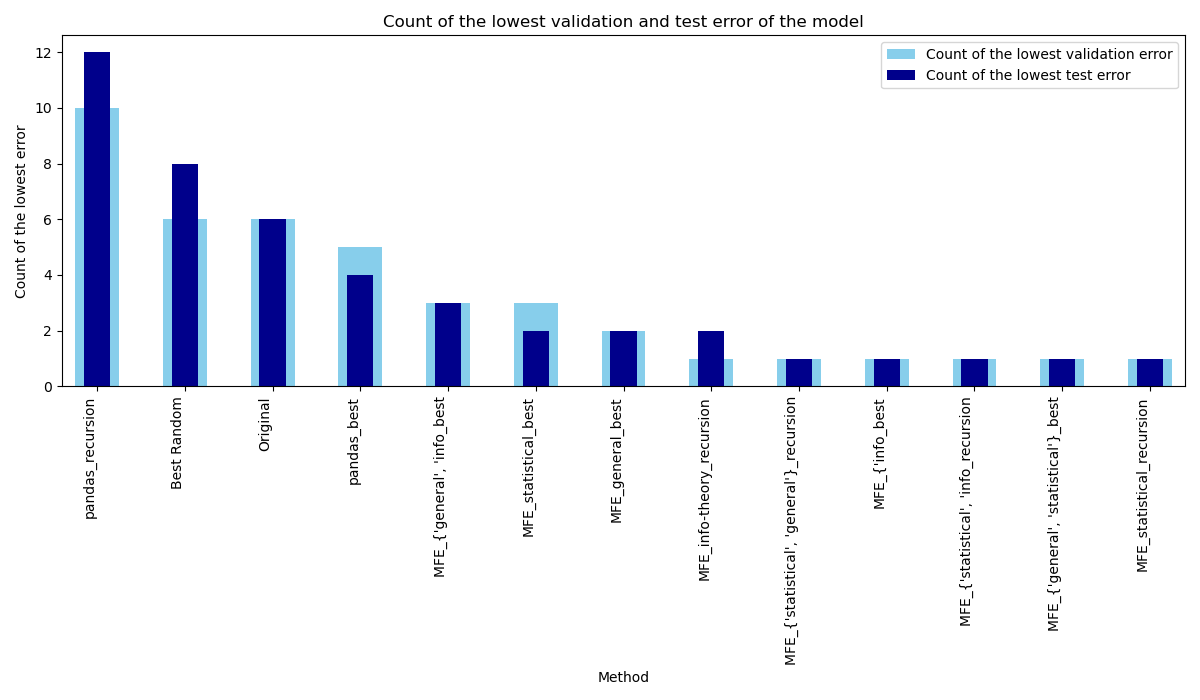 Count of the lowest validation and test error of the model
Count of the lowest validation error
Count of the lowest test error
Count of the lowest error
12
10
8
6
4
2
0
pandas_recursion
Best Random
Original
pandas_best
MFE_{'general', 'info_best
MFE_statistical_best
MFE_general_best
MFE_info-theory_recursion
MFE_{'statistical', 'general'}_recursion
MFE_{'info_best
MFE_{'statistical', 'info_recursion
MFE_{'general', 'statistical'}_best
MFE_statistical_recursion
Method